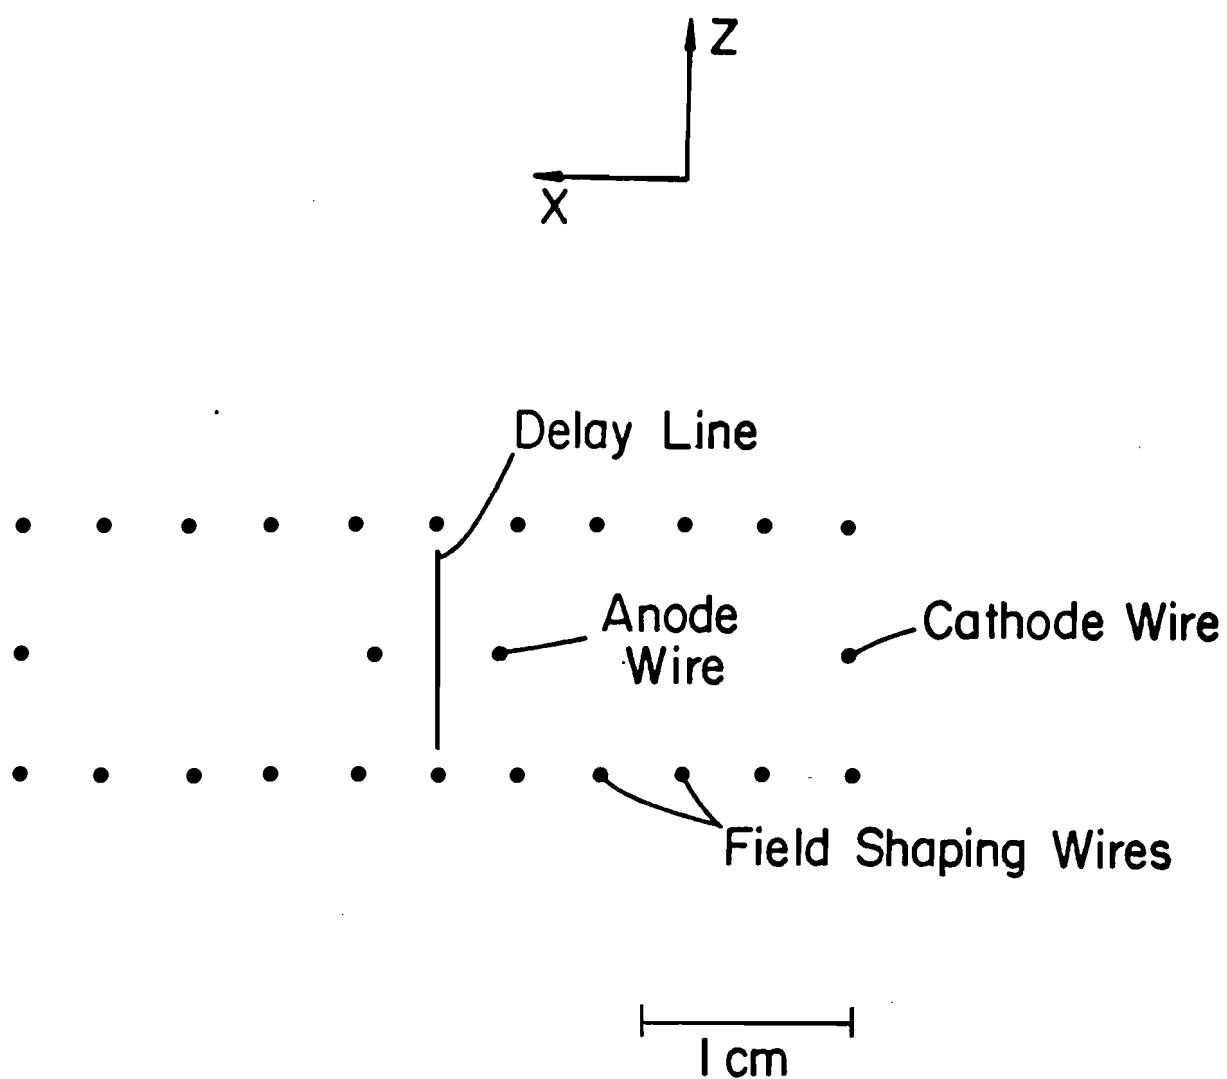 Z
X
Delay Line
Anode
Wire
Cathode Wire
Field Shaping Wires
1 cm